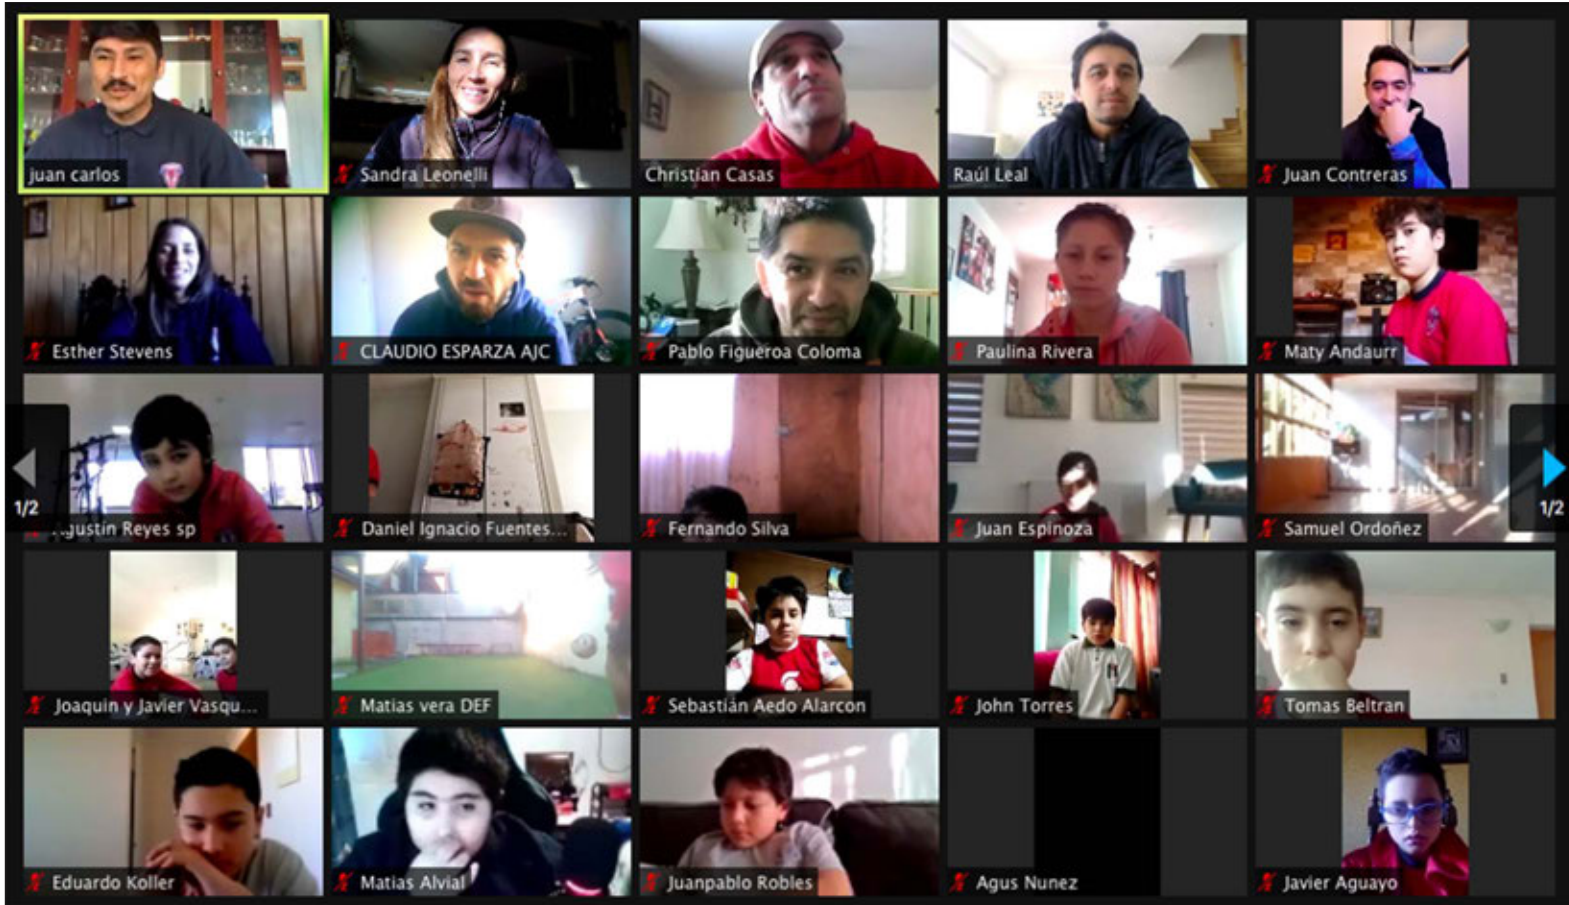 juan carlos
Sandra Leonelli
Christian Casas
Raúl Leal
Juan Contreras
Esther Stevens
CLAUDIO ESPARZA AJC
Pablo Figueroa Coloma
Paulina Rivera
Maty Andaurr
1/2
Agustín Reyes sp
Daniel Ignacio Fuentes...
Fernando Silva
Juan Espinoza
Samuel Ordoñez
1/2
Joaquin y Javier Vasqu...
Matias vera DEF
Sebastián Aedo Alarcon
John Torres
Tomas Beltran
Eduardo Koller
Matias Alvial
Juanpablo Robles
Agus Nunez
Javier Aguayo